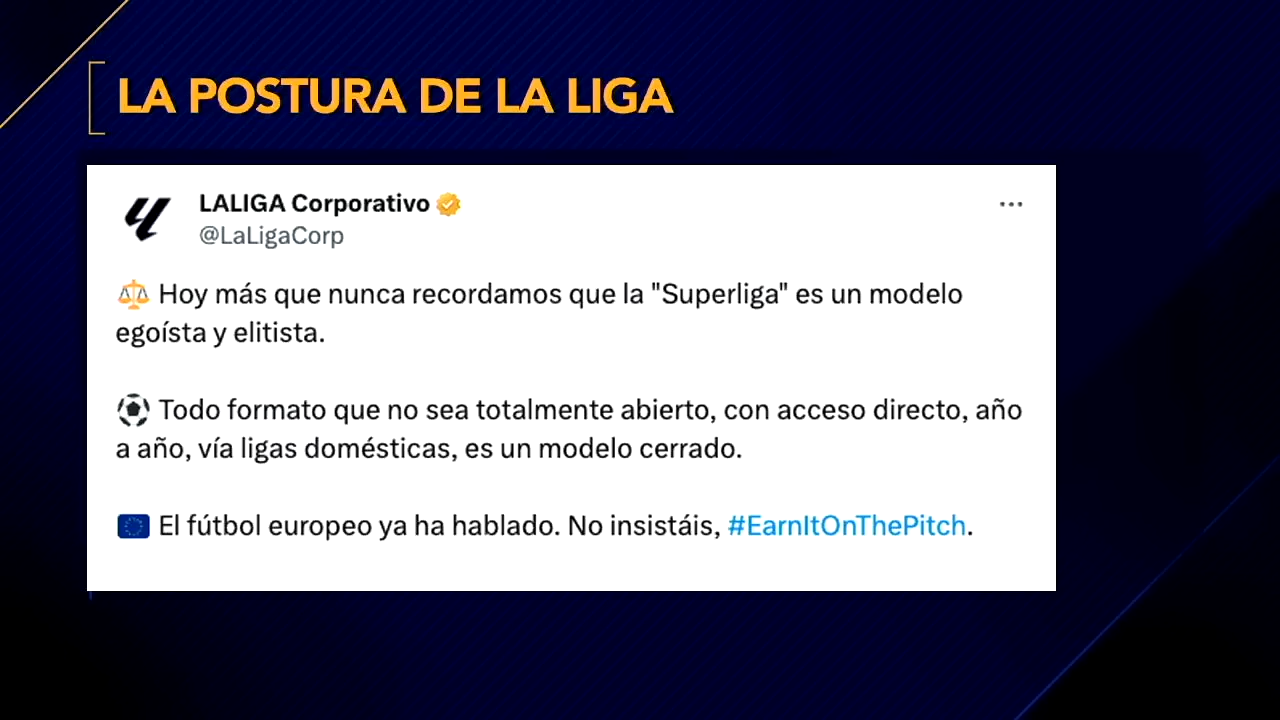 LA POSTURA DE LA LIGA
LALIGA Corporativo
@LaLigaCorp
⚖️ Hoy más que nunca recordamos que la "Superliga" es un modelo
egoísta y elitista.
⚽ Todo formato que no sea totalmente abierto, con acceso directo, año
a año, vía ligas domésticas, es un modelo cerrado.
🇪🇺 El fútbol europeo ya ha hablado. No insistáis, #EarnItOnThePitch.